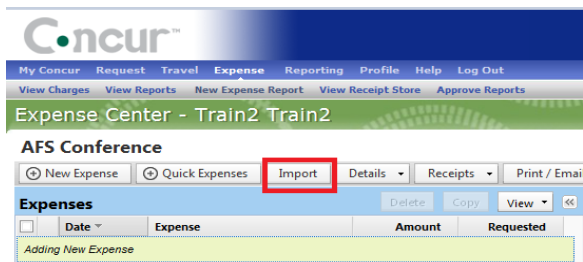 Concur™
My Concur Request Travel Expense Reporting Profile Help Log Out
View Charges View Reports New Expense Report View Receipt Store Approve Reports
Expense Center - Train2 Train2
AFS Conference
New Expense Quick Expenses Import Details Receipts Print / Emai
Expenses Delete Copy View
Date Expense Amount Requested
Adding New Expense